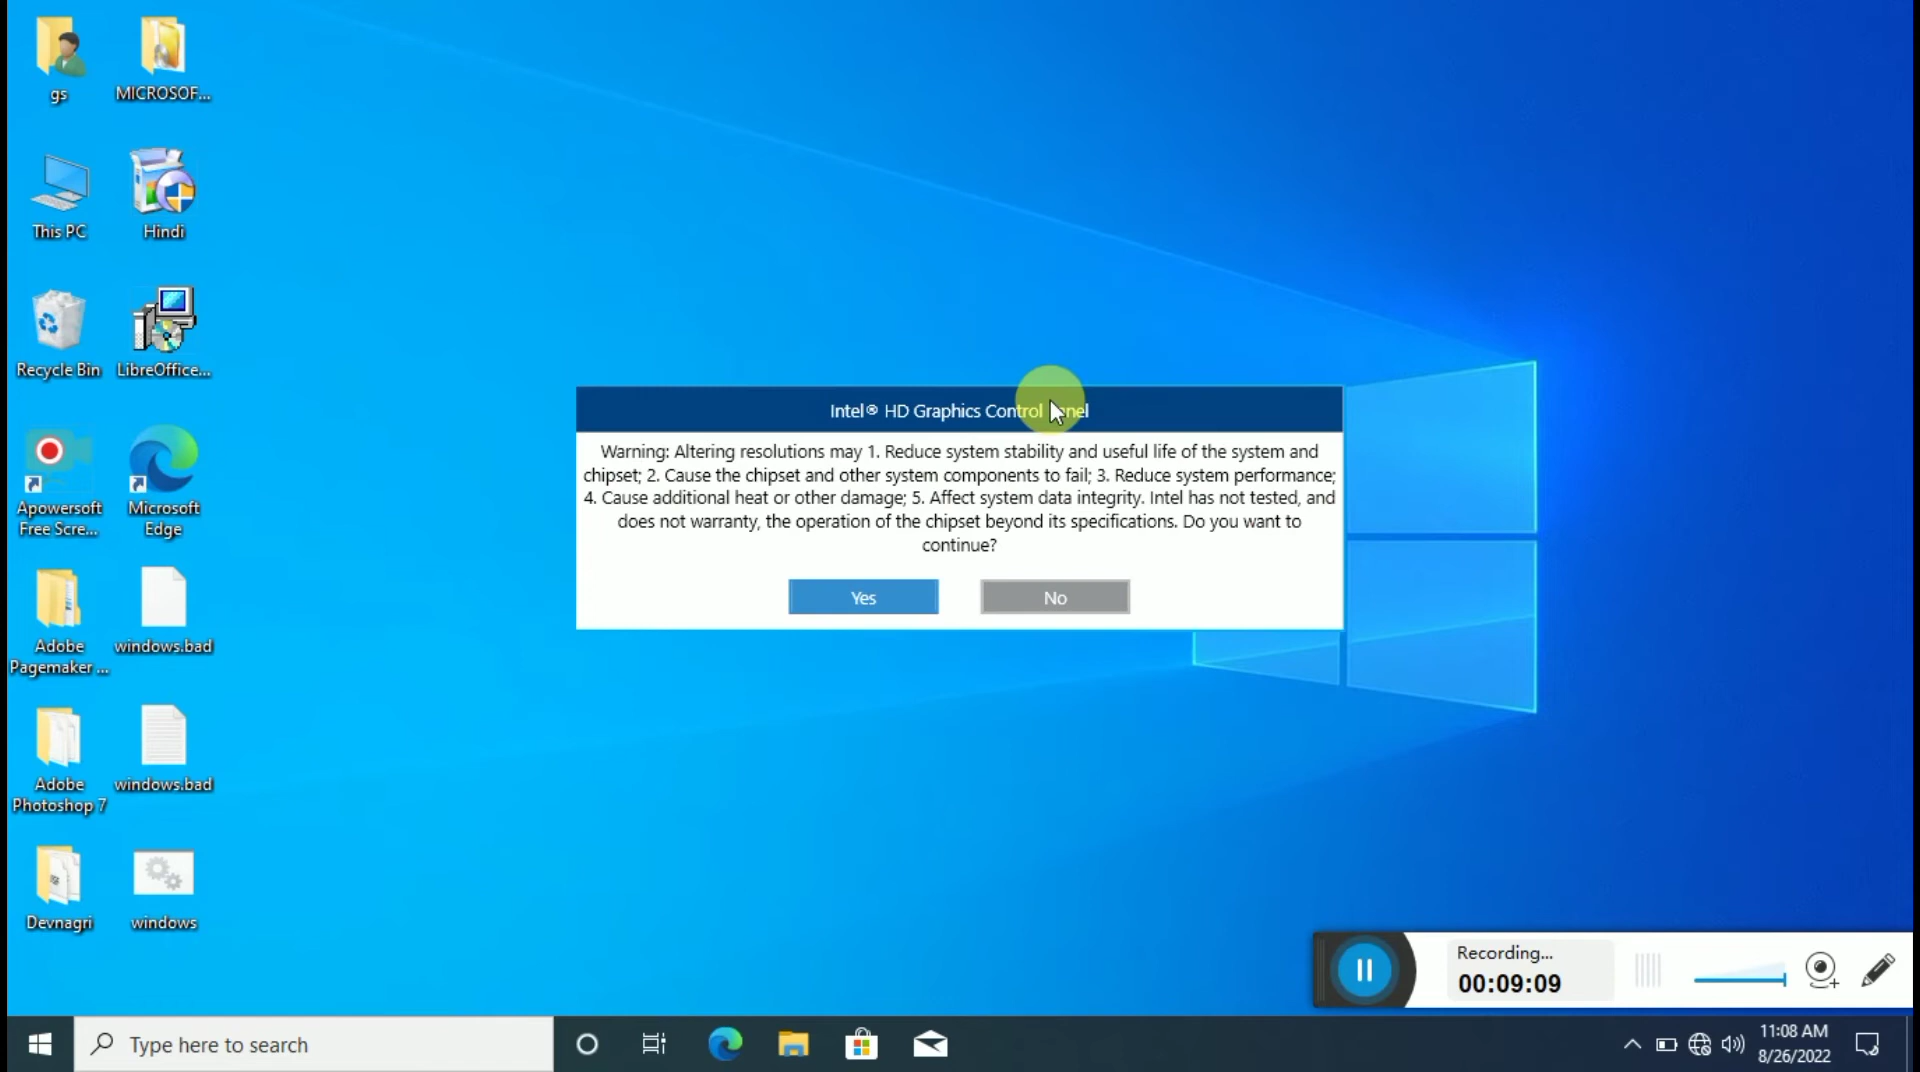 gs
MICROSOF...
This PC
Hindi
Recycle Bin
LibreOffice...
Apowersoft
Free Scre...
Microsoft
Edge
Adobe
Pagemaker ...
windows.bad
Adobe
Photoshop 7
windows.bad
Devnagri
windows
Intel® HD Graphics Control
Warning: Altering resolutions may 1. Reduce system stability and useful life of the system and
chipset; 2. Cause the chipset and other system components to fail; 3. Reduce system performance;
4. Cause additional heat or other damage; 5. Affect system data integrity. Intel has not tested, and
does not warranty, the operation of the chipset beyond its specifications. Do you want to
continue?
Yes
No
Recording...
00:09:09
Type here to search
11:08 AM
8/26/2022